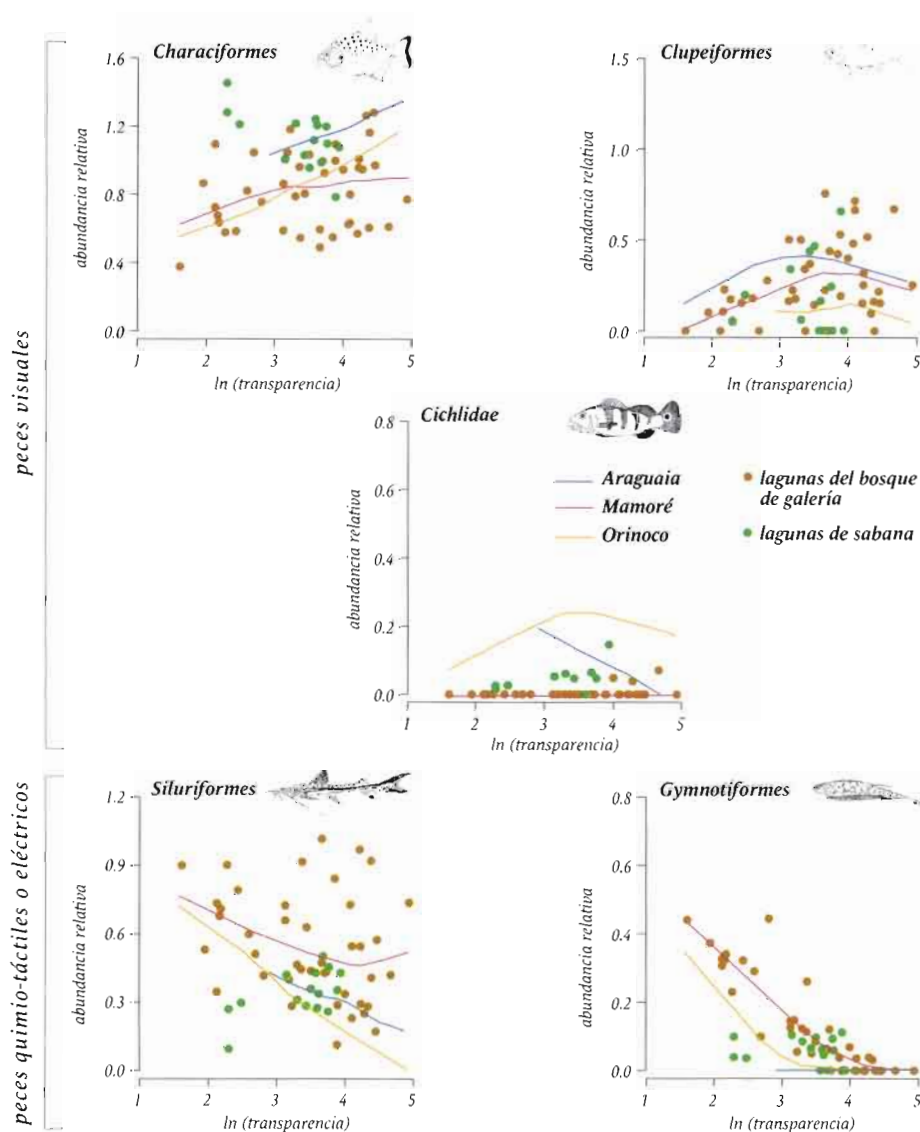 peces visuales
Characiformes
abundancia relativa
1.6
1.2
0.8
0.4
0.0
1 2 3 4 5
ln (transparencia)
Clupeiformes
abundancia relativa
1.5
1.0
0.5
0.0
1 2 3 4 5
ln (transparencia)
Cichlidae
abundancia relativa
0.8
0.6
0.4
0.2
0.0
1 2 3 4 5
ln (transparencia)
Araguaia
Mamoré
Orinoco
lagunas del bosque
de galería
lagunas de sabana
peces quimio-táctiles o eléctricos
Siluriformes
abundancia relativa
1.2
0.9
0.6
0.3
0.0
1 2 3 4 5
ln (transparencia)
Gymnotiformes
abundancia relativa
0.8
0.6
0.4
0.2
0.0
1 2 3 4 5
ln (transparencia)